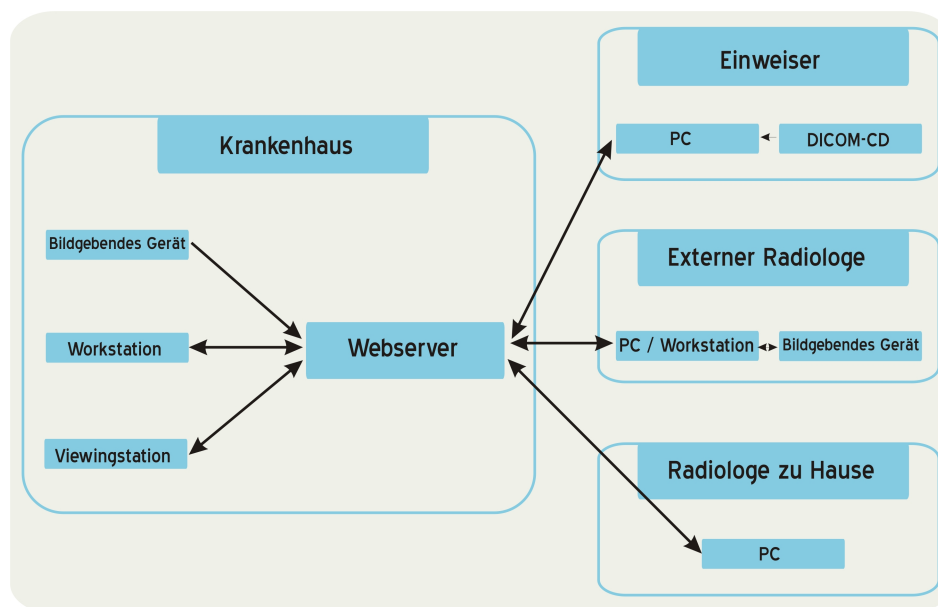 Krankenhaus
Bildgebendes Gerät
Workstation
Viewingstation
Webserver
Einweiser
PC
DICOM-CD
Externer Radiologe
PC / Workstation
Bildgebendes Gerät
Radiologe zu Hause
PC